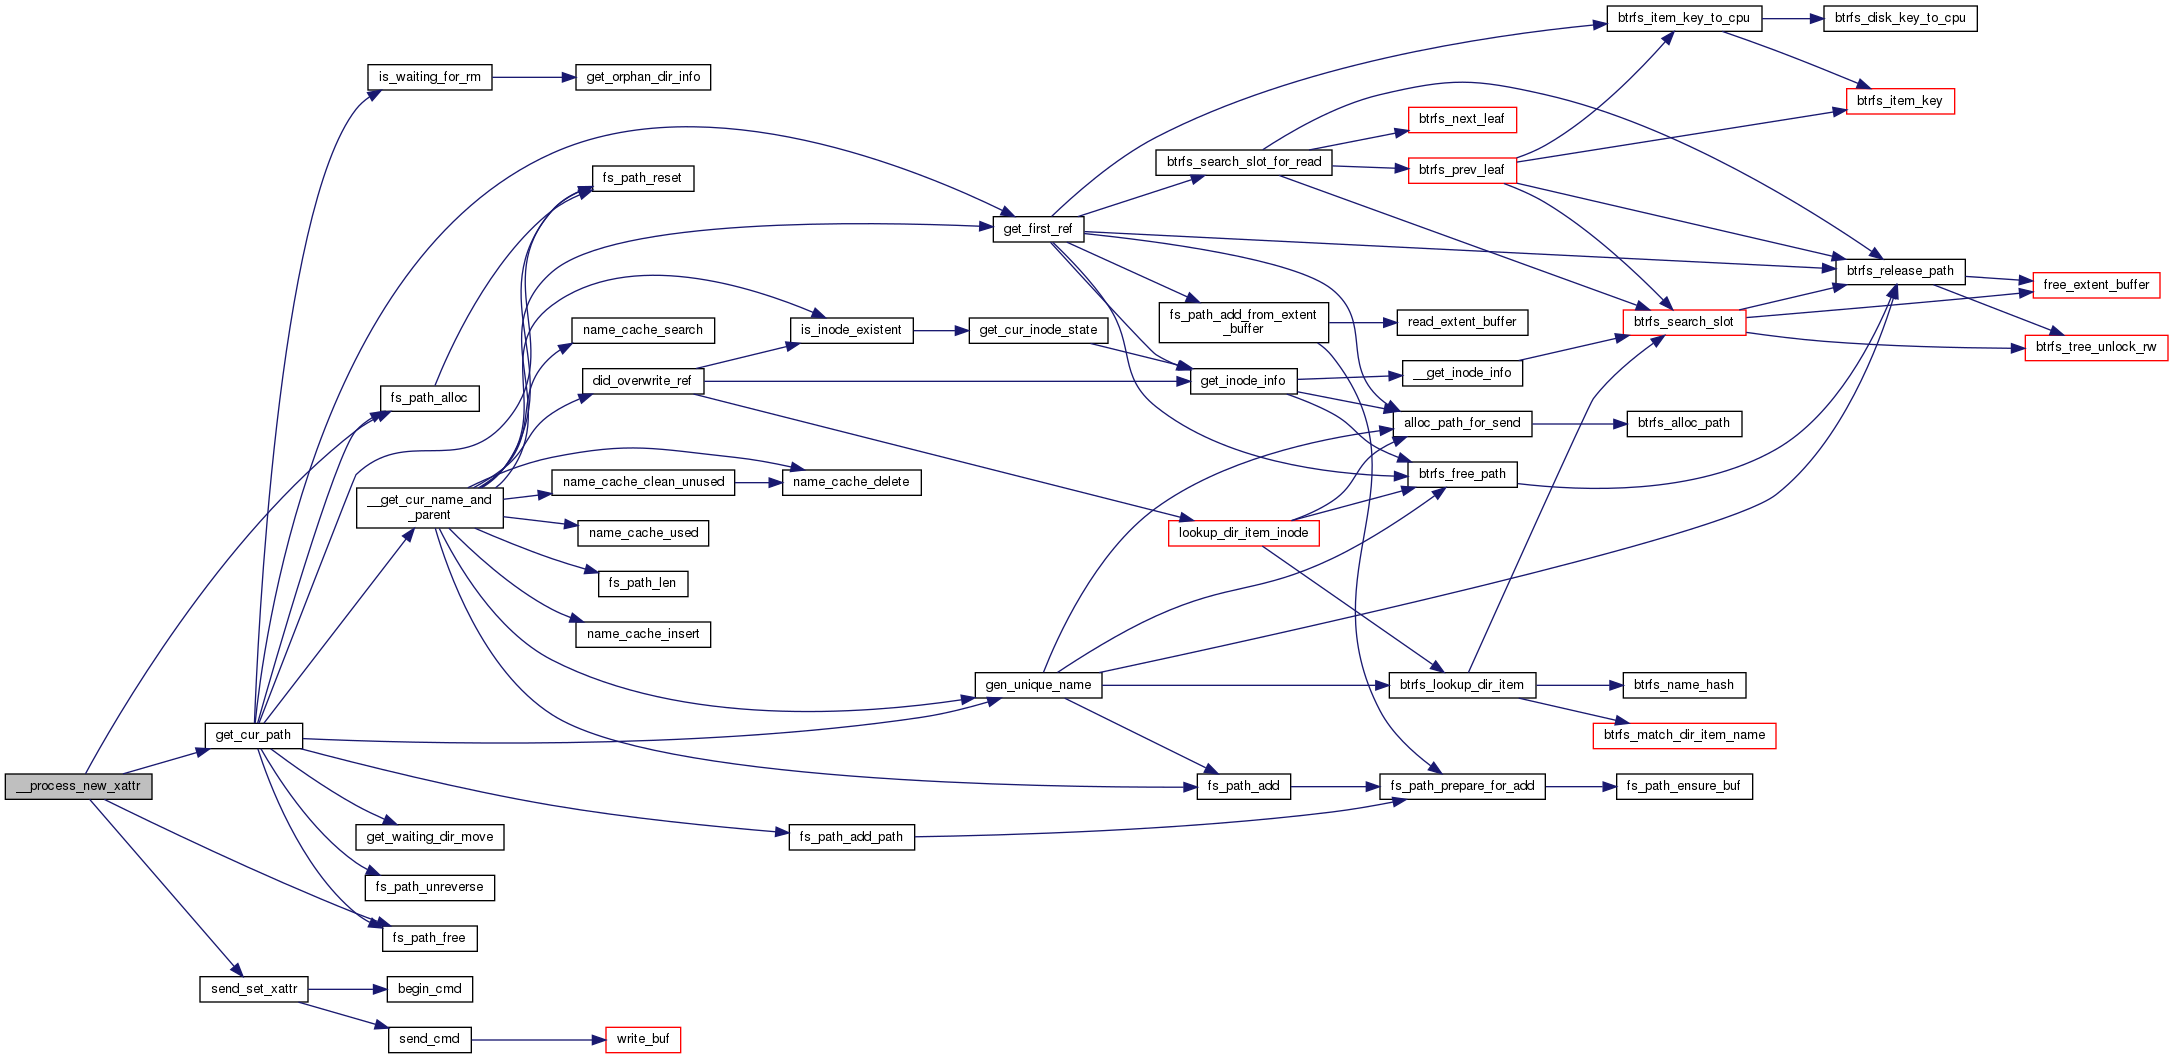 __process_new_xattr
get_cur_path
send_set_xattr
is_waiting_for_rm
fs_path_alloc
__get_cur_name_and
_parent
get_waiting_dir_move
fs_path_unreverse
fs_path_free
begin_cmd
send_cmd
get_orphan_dir_info
fs_path_reset
name_cache_search
did_overwrite_ref
name_cache_clean_unused
name_cache_used
fs_path_len
name_cache_insert
write_buf
is_inode_existent
name_cache_delete
fs_path_add_path
get_first_ref
get_cur_inode_state
gen_unique_name
btrfs_search_slot_for_read
fs_path_add_from_extent
_buffer
get_inode_info
lookup_dir_item_inode
fs_path_add
btrfs_next_leaf
btrfs_prev_leaf
read_extent_buffer
__get_inode_info
alloc_path_for_send
btrfs_free_path
btrfs_lookup_dir_item
fs_path_prepare_for_add
btrfs_item_key_to_cpu
btrfs_search_slot
btrfs_alloc_path
btrfs_name_hash
btrfs_match_dir_item_name
fs_path_ensure_buf
btrfs_disk_key_to_cpu
btrfs_item_key
btrfs_release_path
free_extent_buffer
btrfs_tree_unlock_rw